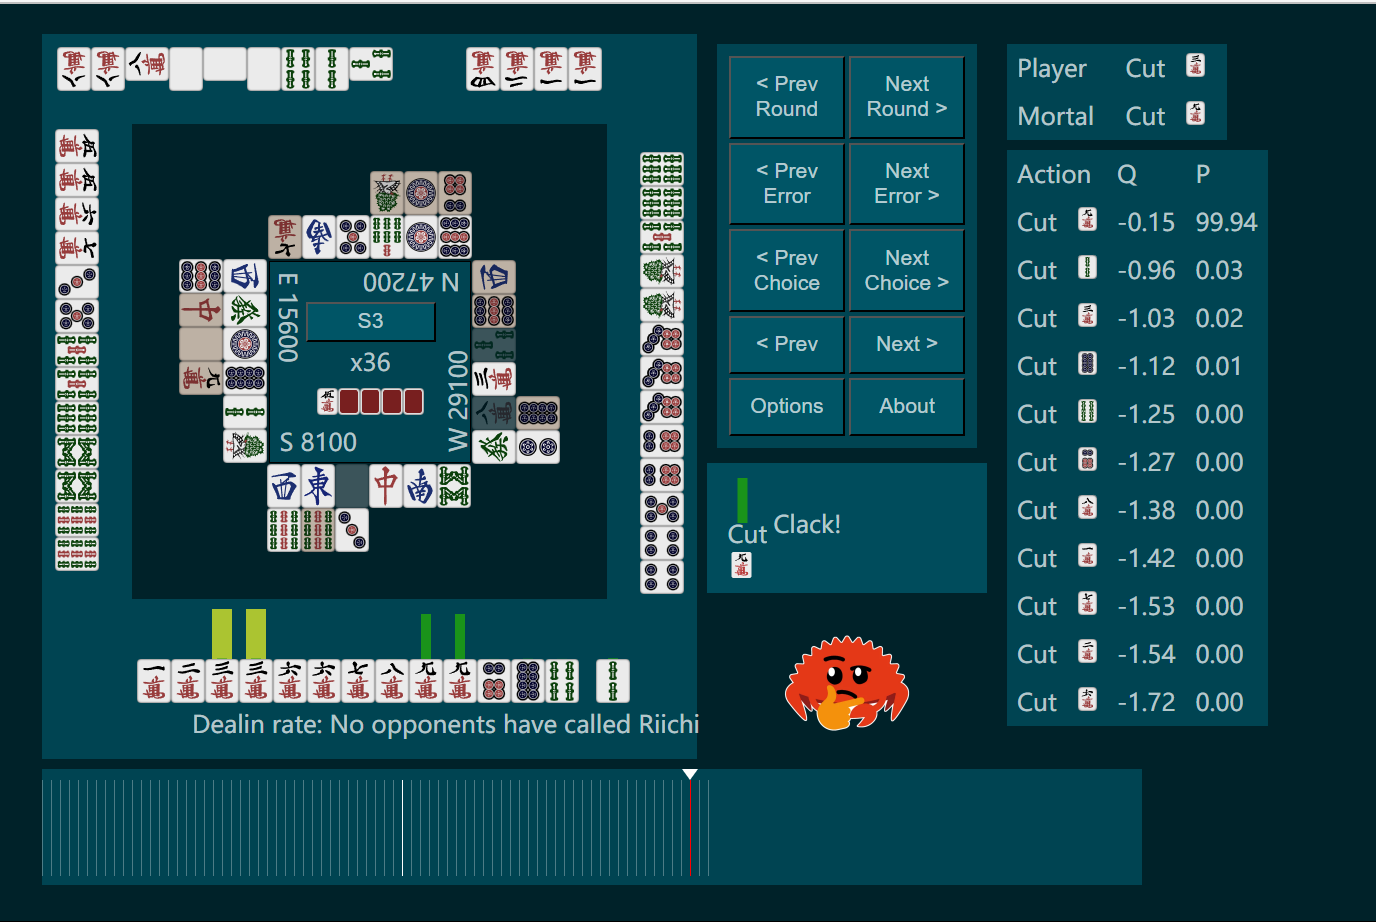 < Prev Round
Next Round >
< Prev Error
Next Error >
< Prev Choice
Next Choice >
< Prev
Next >
Options
About
E 15600
N 47200
S3
x36
W 29100
S 8100
Cut
Clack!
Dealin rate: No opponents have called Riichi
Player Cut
Mortal Cut
Action Q P
Cut -0.15 99.94
Cut -0.96 0.03
Cut -1.03 0.02
Cut -1.12 0.01
Cut -1.25 0.00
Cut -1.27 0.00
Cut -1.38 0.00
Cut -1.42 0.00
Cut -1.53 0.00
Cut -1.54 0.00
Cut -1.72 0.00